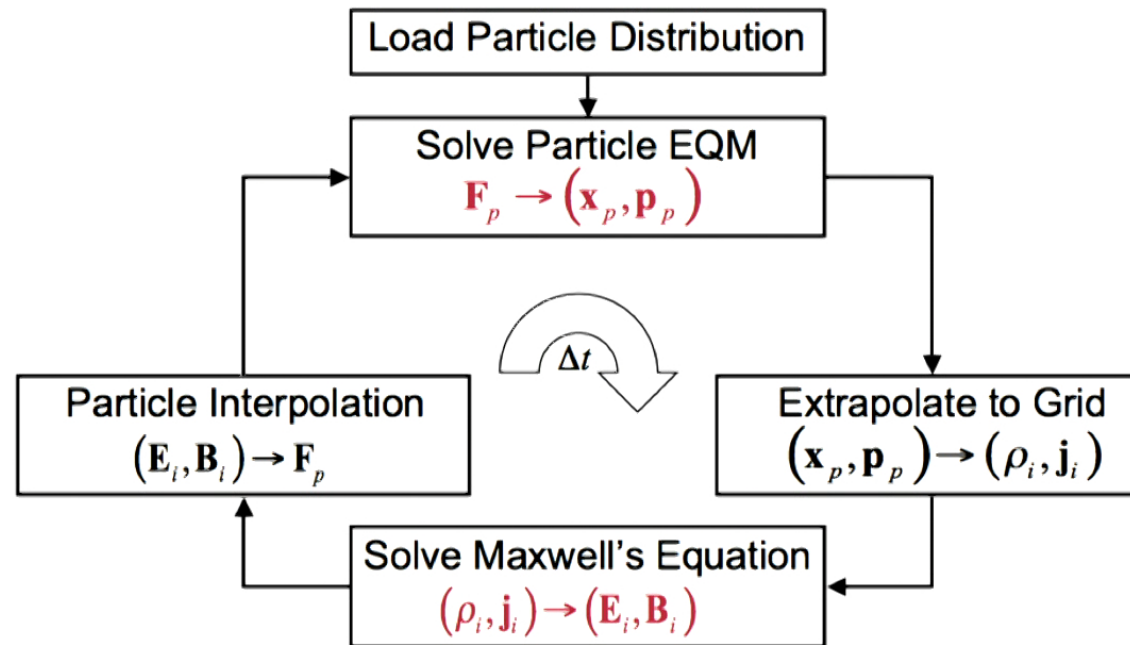 Load Particle Distribution
Solve Particle EQM
F_p → (x_p, p_p)
Δt
Particle Interpolation
(E_i, B_i) → F_p
Extrapolate to Grid
(x_p, p_p) → (ρ_i, j_i)
Solve Maxwell's Equation
(ρ_i, j_i) → (E_i, B_i)